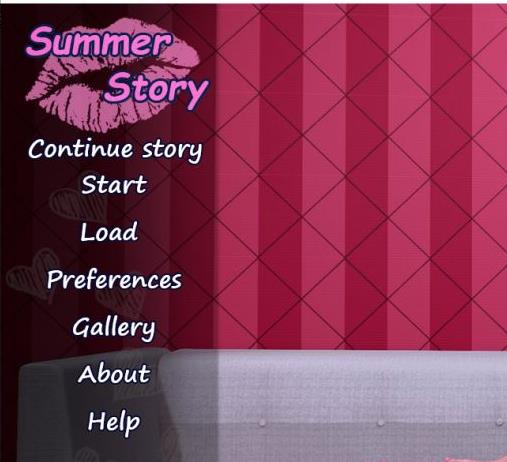 Summer
Story
Continue story
Start
Load
Preferences
Gallery
About
Help